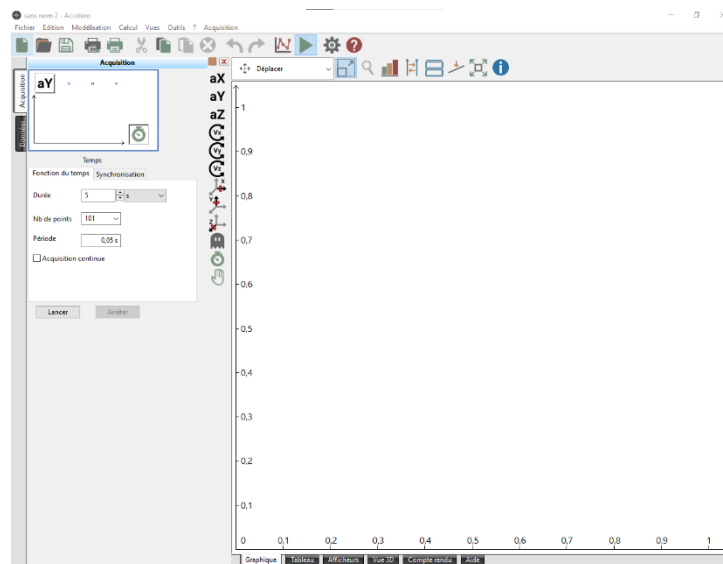 sans nom 2 - Accelero
Fichier Edition Modélisation Calcul Vues Outils ? Acquisition
Acquisition
Déplacer
Acquisition
Données
aY
Temps
Fonction du temps Synchronisation
Durée 5 s
Nb de points 101
Période 0,05 s
Acquisition continue
Lancer Arrêter
aX
aY
aZ
Vx
Vy
Vz
X
Y
Z
1
0,9
0,8
0,7
0,6
0,5
0,4
0,3
0,2
0,1
0 0,1 0,2 0,3 0,4 0,5 0,6 0,7 0,8 0,9 1
Graphique Tableau Afficheurs Vue 3D Compte rendu Aide